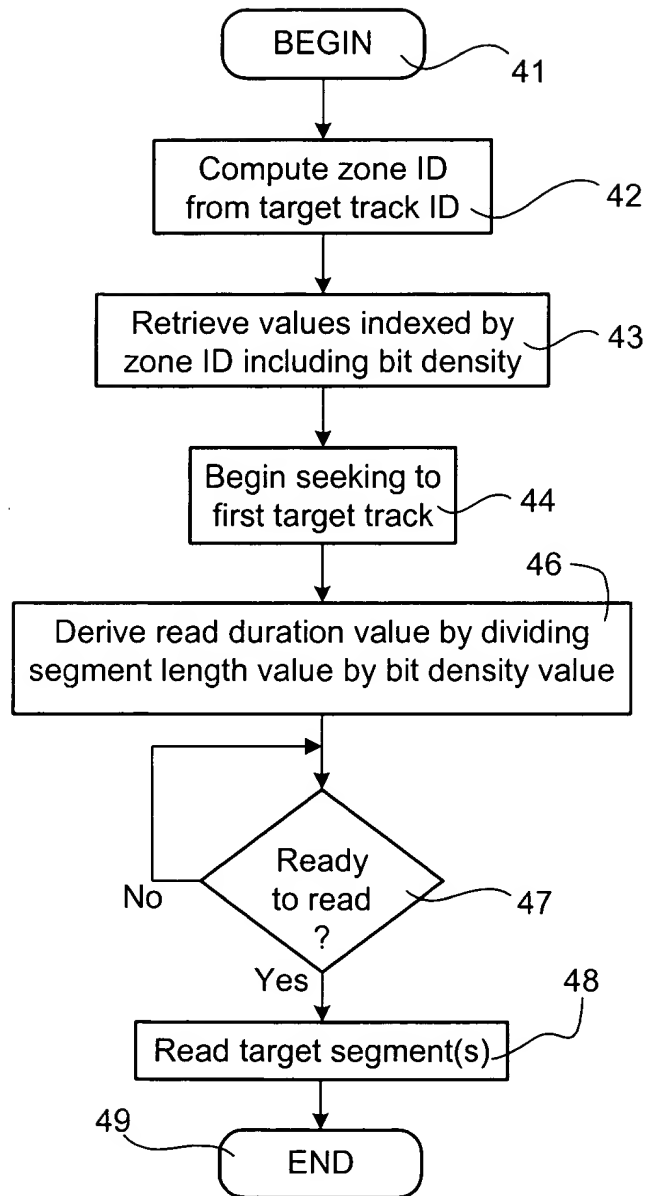 BEGIN
41
Compute zone ID
from target track ID
42
Retrieve values indexed by
zone ID including bit density
43
Begin seeking to
first target track
44
46
Derive read duration value by dividing
segment length value by bit density value
Ready
to read
?
47
No
Yes
48
Read target segment(s)
49
END